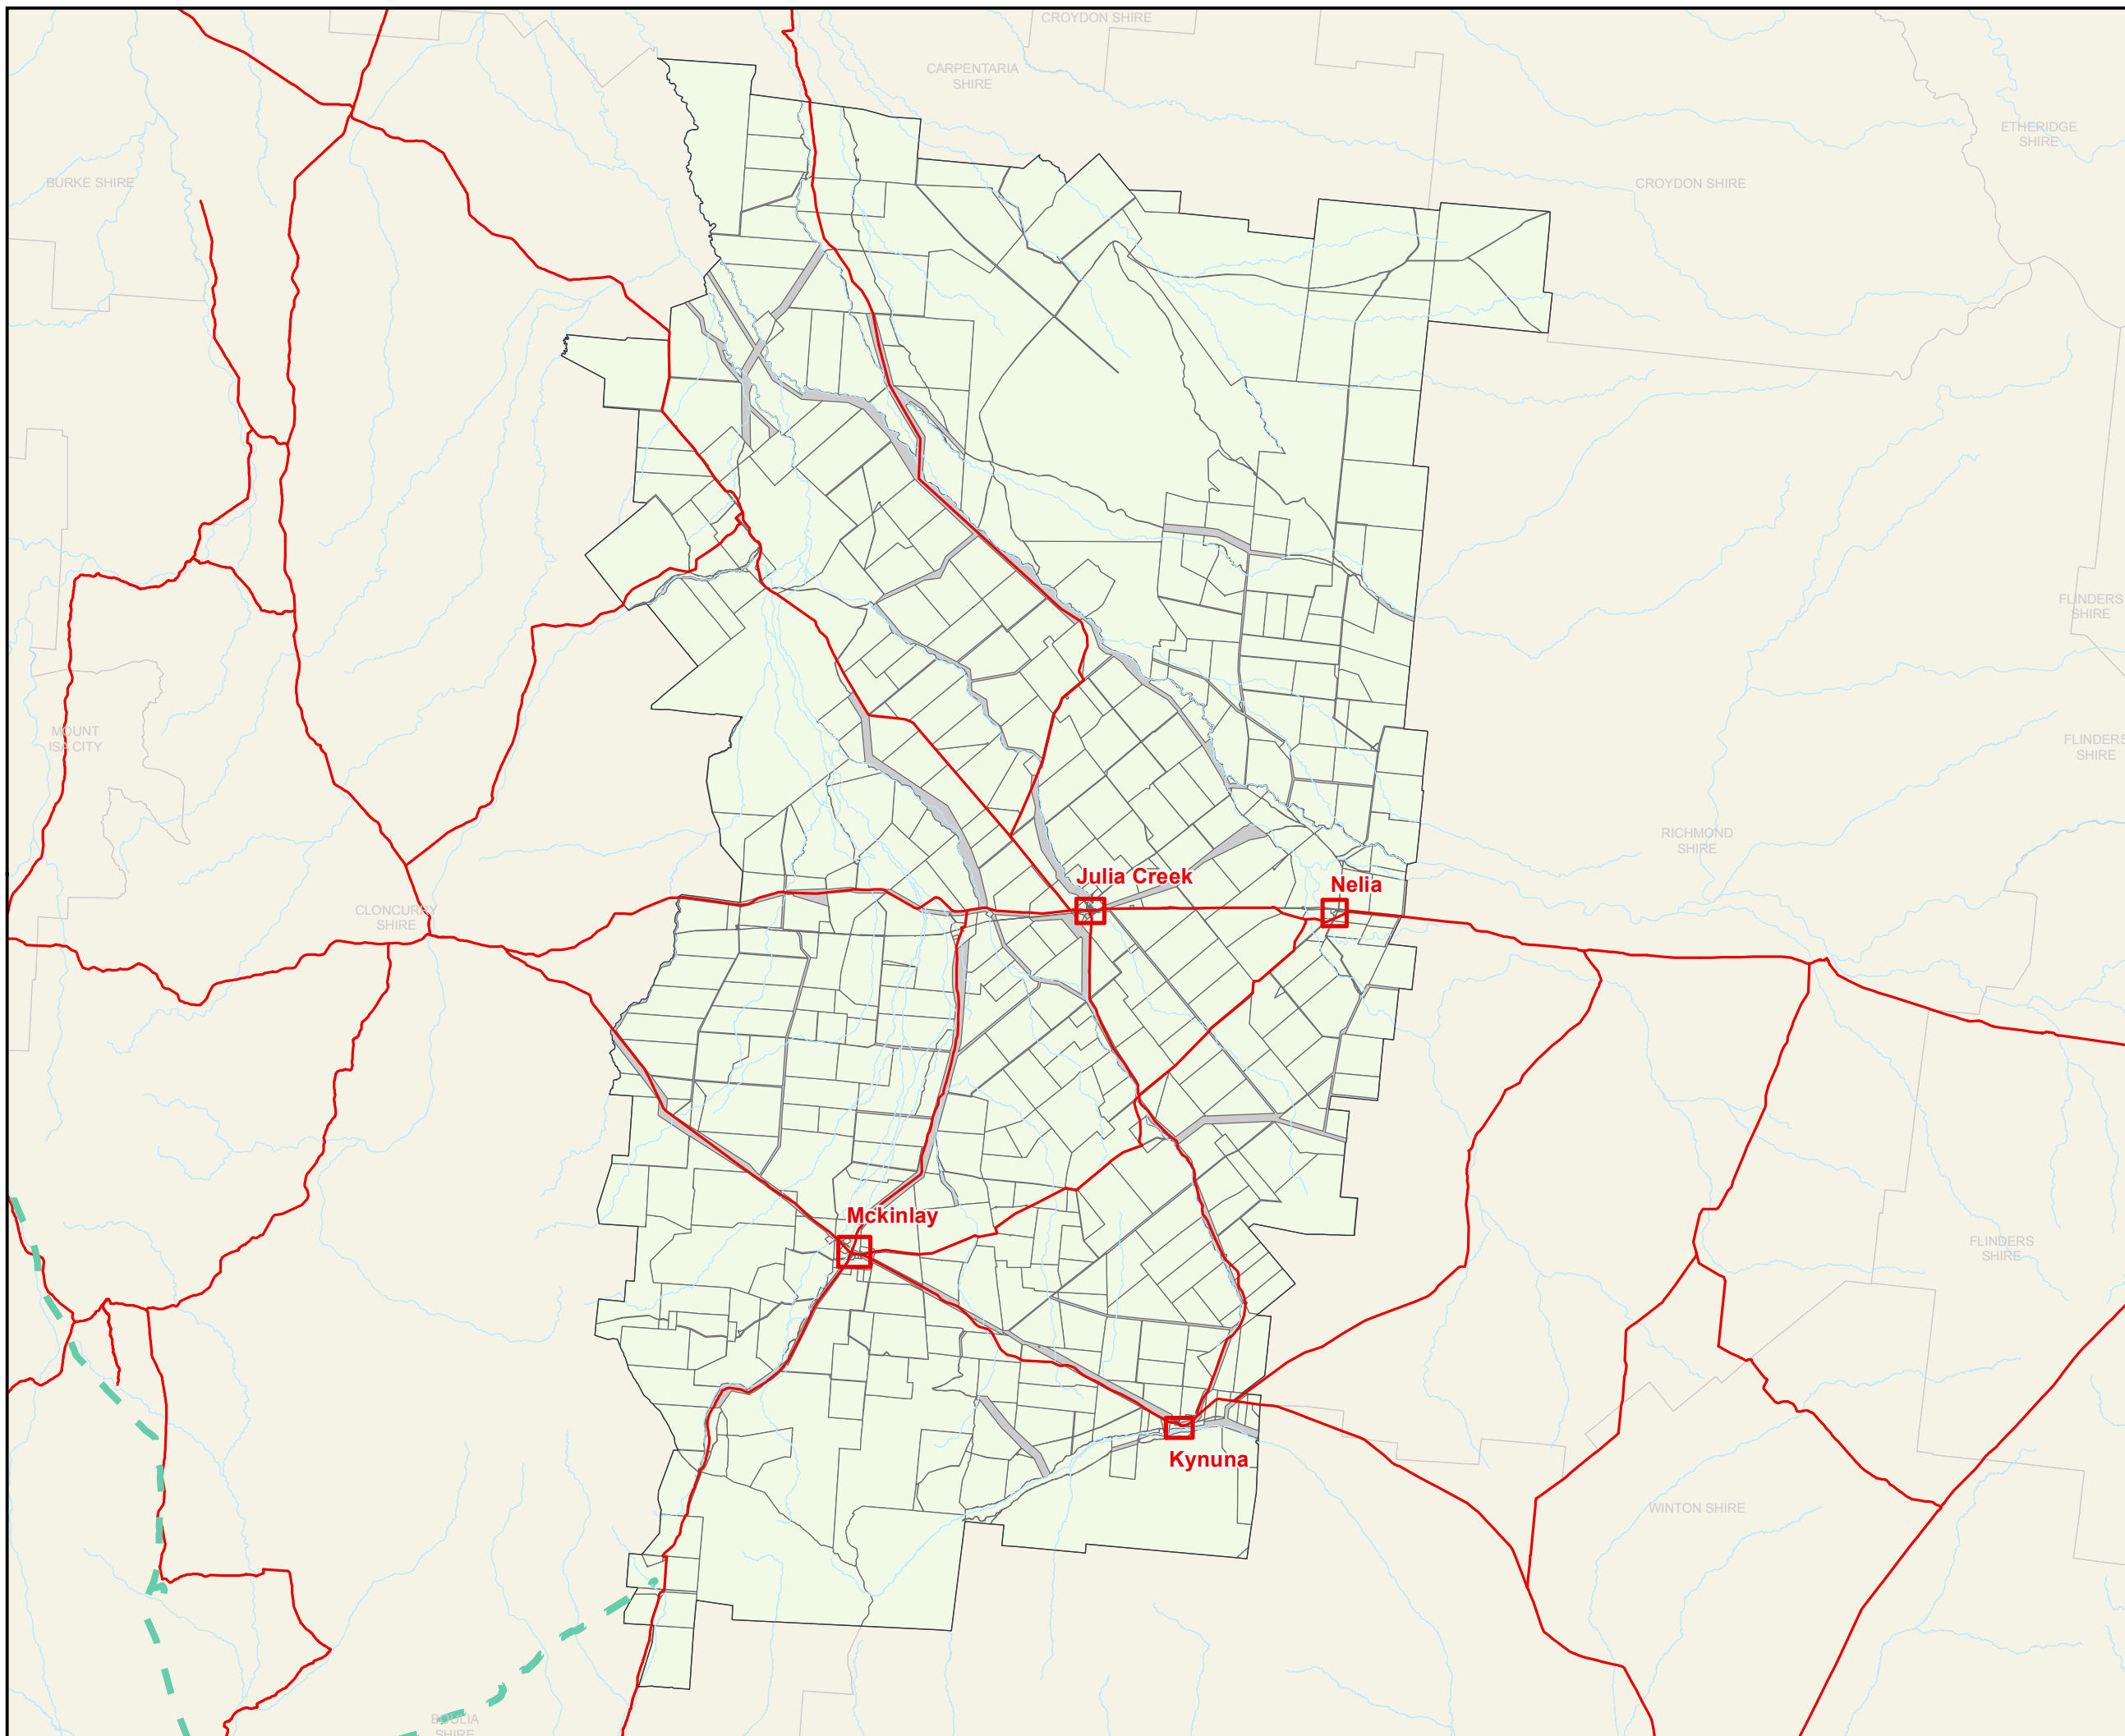 CROYDON SHIRE
CARPENTARIA
SHIRE
ETHERIDGE
SHIRE
BURKE SHIRE
CROYDON SHIRE
FLINDERS
SHIRE
MOUNT
ISA CITY
FLINDERS
SHIRE
RICHMOND
SHIRE
Julia Creek
Nelia
CLONCURRY
SHIRE
Mckinlay
FLINDERS
SHIRE
Kynuna
WINTON SHIRE
BOULIA
SHIRE